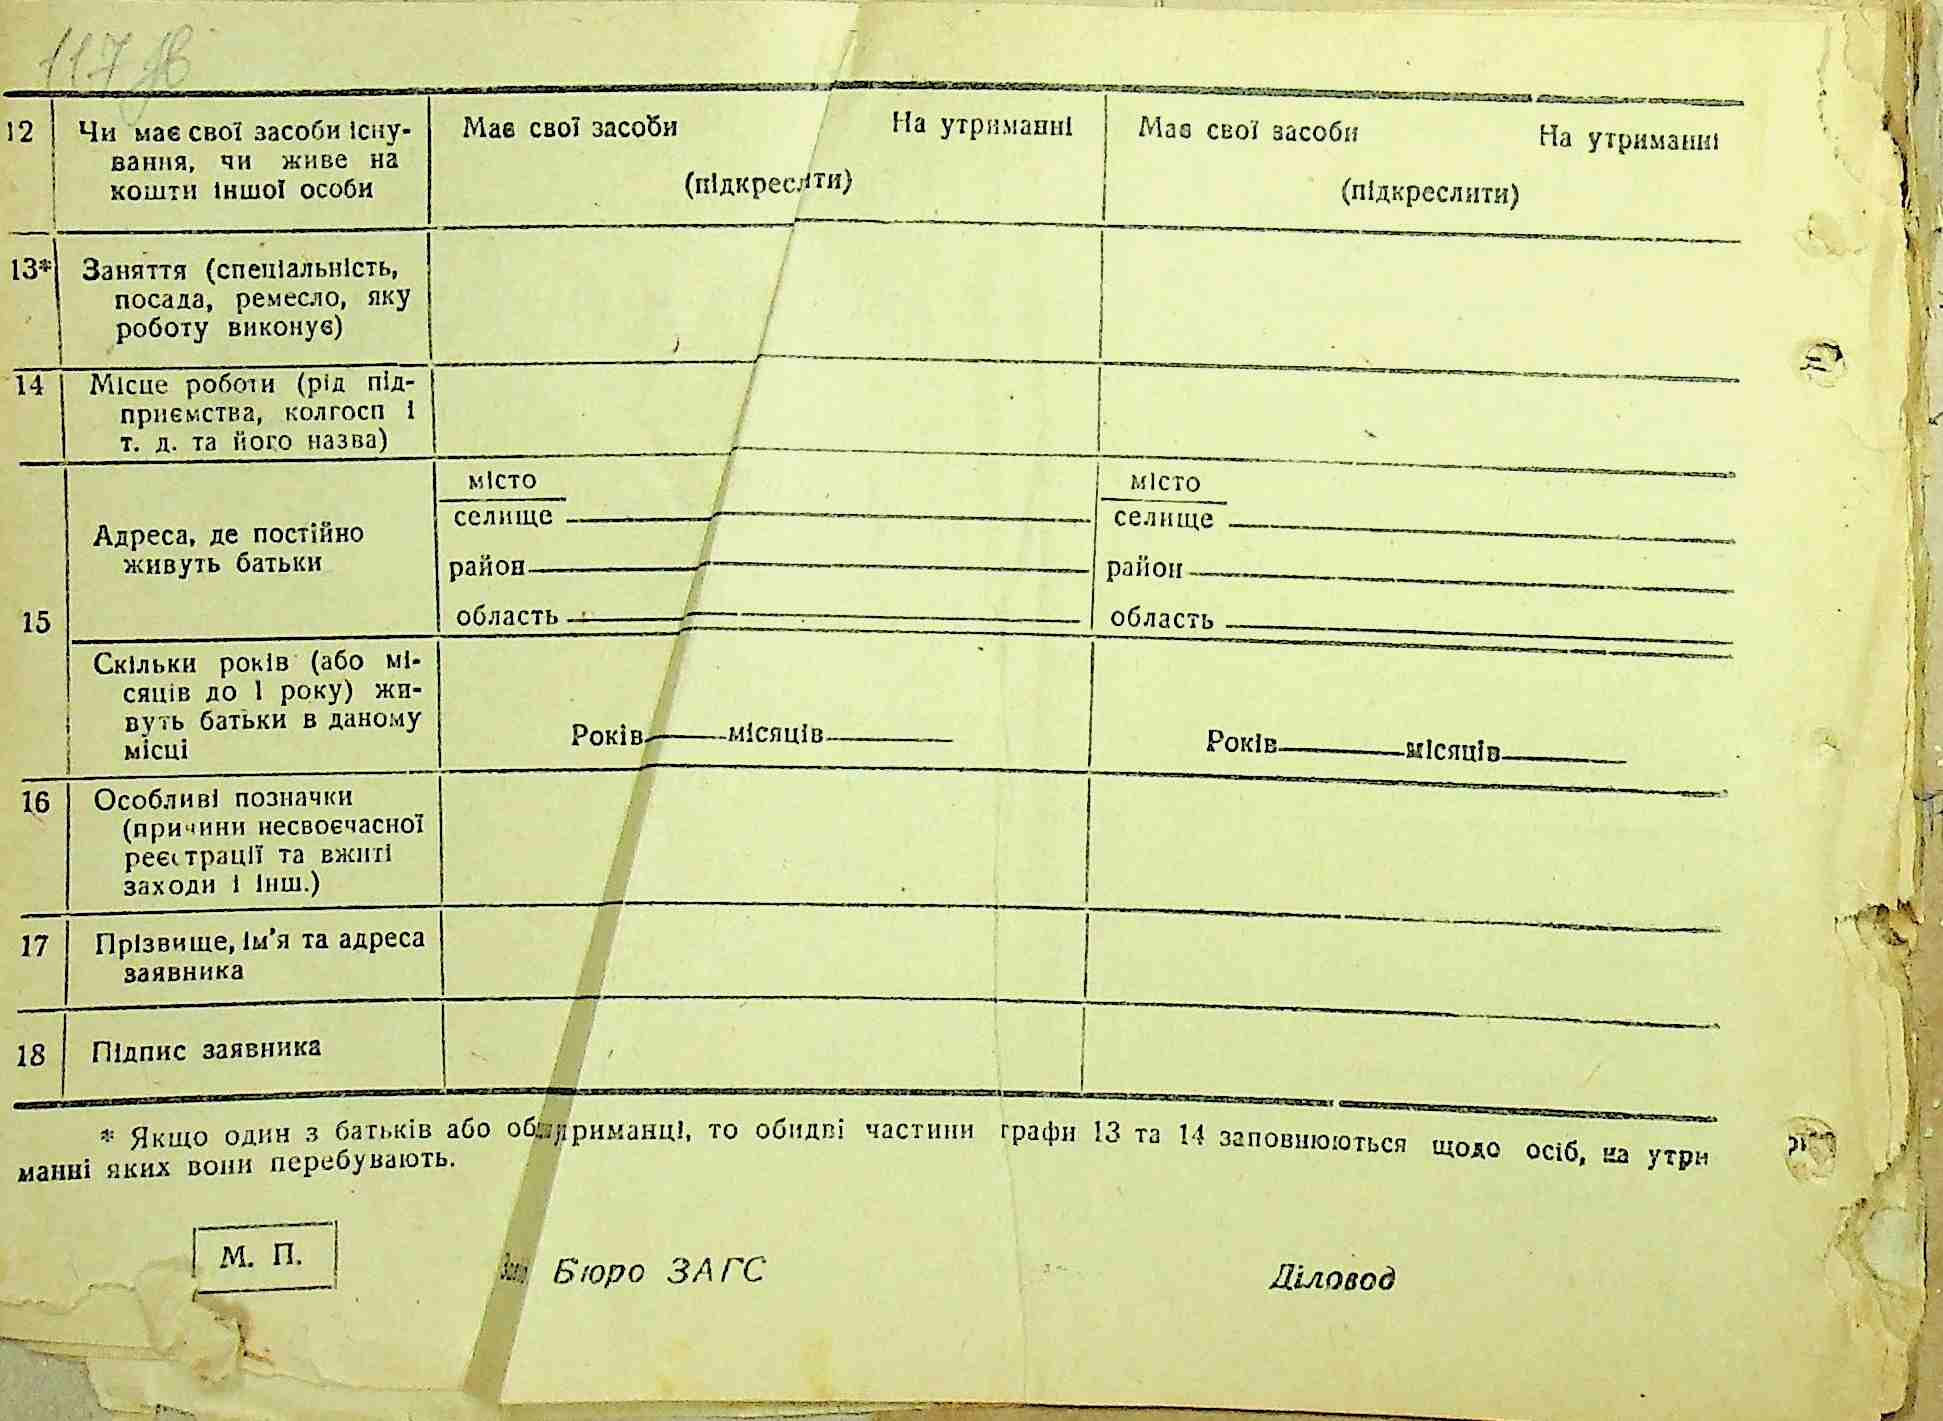 117
12 Чи має свої засоби існу- Має свої засоби На утриманні Має свої засоби На утриманні
вання, чи живе на
кошти іншої особи (підкреслити) (підкреслити)
13* Заняття (спеціальність,
посада, ремесло, яку
роботу виконує)
14 Місце роботи (рід під-
приємства, колгосп і
т. д. та його назва)
місто місто
селище селище
Адреса, де постійно
живуть батьки район район
15 область область
Скільки років (або мі-
сяців до 1 року) жи-
вуть батьки в даному Років місяців Років місяців
місці
16 Особливі позначки
(причини несвоєчасної
реєстрації та вжиті
заходи і інш.)
17 Прізвище, ім'я та адреса
заявника
18 Підпис заявника
* Якщо один з батьків або об триманці, то обидві частини графи 13 та 14 заповнюються щодо осіб, на утри
манні яких вони перебувають.
М. П. Бюро ЗАГС Діловод